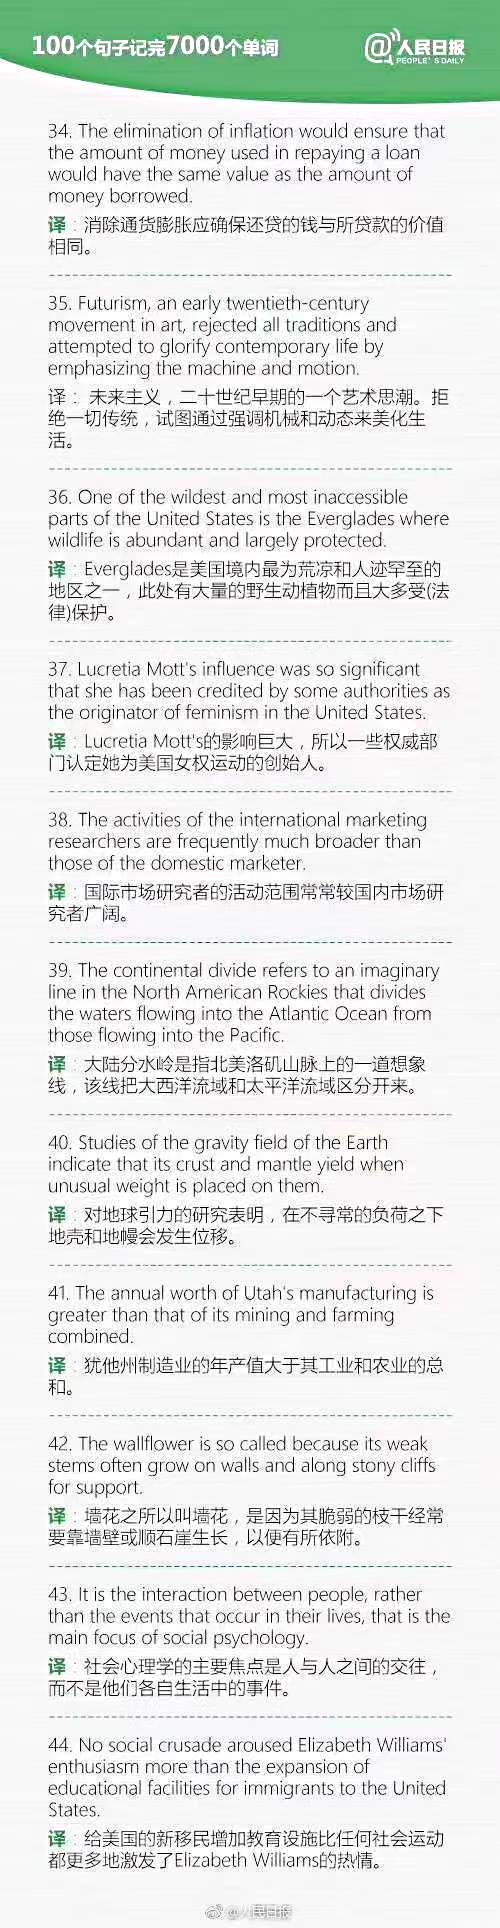 100个句子记完7000个单词
@人民日报
PEOPLE'S DAILY
34. The elimination of inflation would ensure that
the amount of money used in repaying a loan
would have the same value as the amount of
money borrowed.
译：消除通货膨胀应确保还贷的钱与所贷款的价值
相同。
35. Futurism, an early twentieth-century
movement in art, rejected all traditions and
attempted to glorify contemporary life by
emphasizing the machine and motion.
译： 未来主义，二十世纪早期的一个艺术思潮。拒
绝一切传统，试图通过强调机械和动态来美化生
活。
36. One of the wildest and most inaccessible
parts of the United States is the Everglades where
wildlife is abundant and largely protected.
译：Everglades是美国境内最为荒凉和人迹罕至的
地区之一，此处有大量的野生动植物而且大多受(法
律)保护。
37. Lucretia Mott's influence was so significant
that she has been credited by some authorities as
the originator of feminism in the United States.
译：Lucretia Mott's的影响巨大，所以一些权威部
门认定她为美国女权运动的创始人。
38. The activities of the international marketing
researchers are frequently much broader than
those of the domestic marketer.
译：国际市场研究者的活动范围常常较国内市场研
究者广阔。
39. The continental divide refers to an imaginary
line in the North American Rockies that divides
the waters flowing into the Atlantic Ocean from
those flowing into the Pacific.
译：大陆分水岭是指北美洛矶山脉上的一道想象
线，该线把大西洋流域和太平洋流域区分开来。
40. Studies of the gravity field of the Earth
indicate that its crust and mantle yield when
unusual weight is placed on them.
译：对地球引力的研究表明，在不寻常的负荷之下
地壳和地幔会发生位移。
41. The annual worth of Utah's manufacturing is
greater than that of its mining and farming
combined.
译：犹他州制造业的年产值大于其工业和农业的总
和。
42. The wallflower is so called because its weak
stems often grow on walls and along stony cliffs
for support.
译：墙花之所以叫墙花，是因为其脆弱的枝干经常
要靠墙壁或顺石崖生长，以便有所依附。
43. It is the interaction between people, rather
than the events that occur in their lives, that is the
main focus of social psychology.
译：社会心理学的主要焦点是人与人之间的交往，
而不是他们各自生活中的事件。
44. No social crusade aroused Elizabeth Williams'
enthusiasm more than the expansion of
educational facilities for immigrants to the United
States.
译：给美国的新移民增加教育设施比任何社会运动
都更多地激发了Elizabeth Williams的热情。
@人民日报